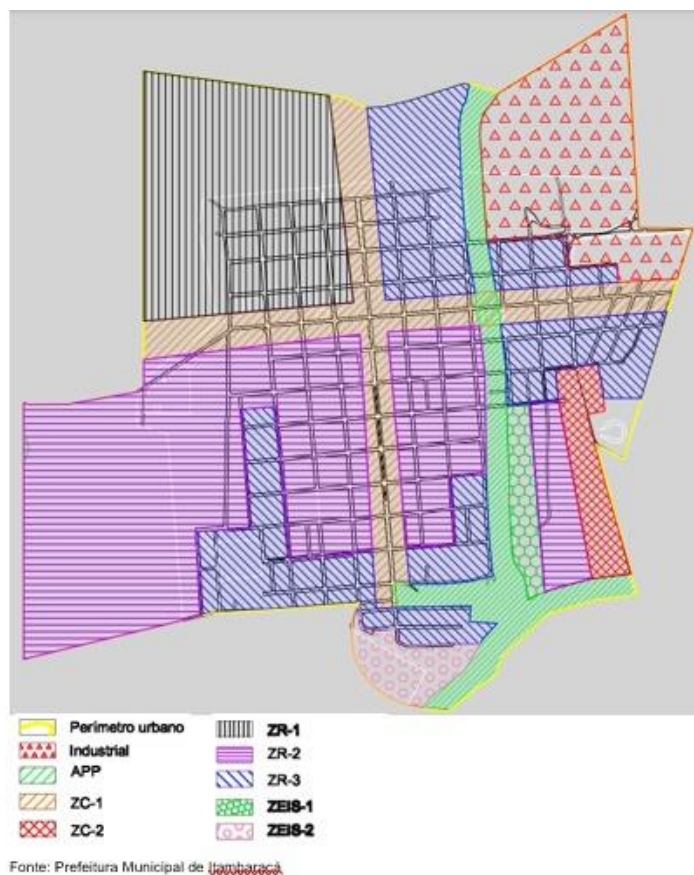 Perímetro urbano
Industrial
APP
ZC-1
ZC-2
ZR-1
ZR-2
ZR-3
ZEIS-1
ZEIS-2
Fonte: Prefeitura Municipal de Itambaracá